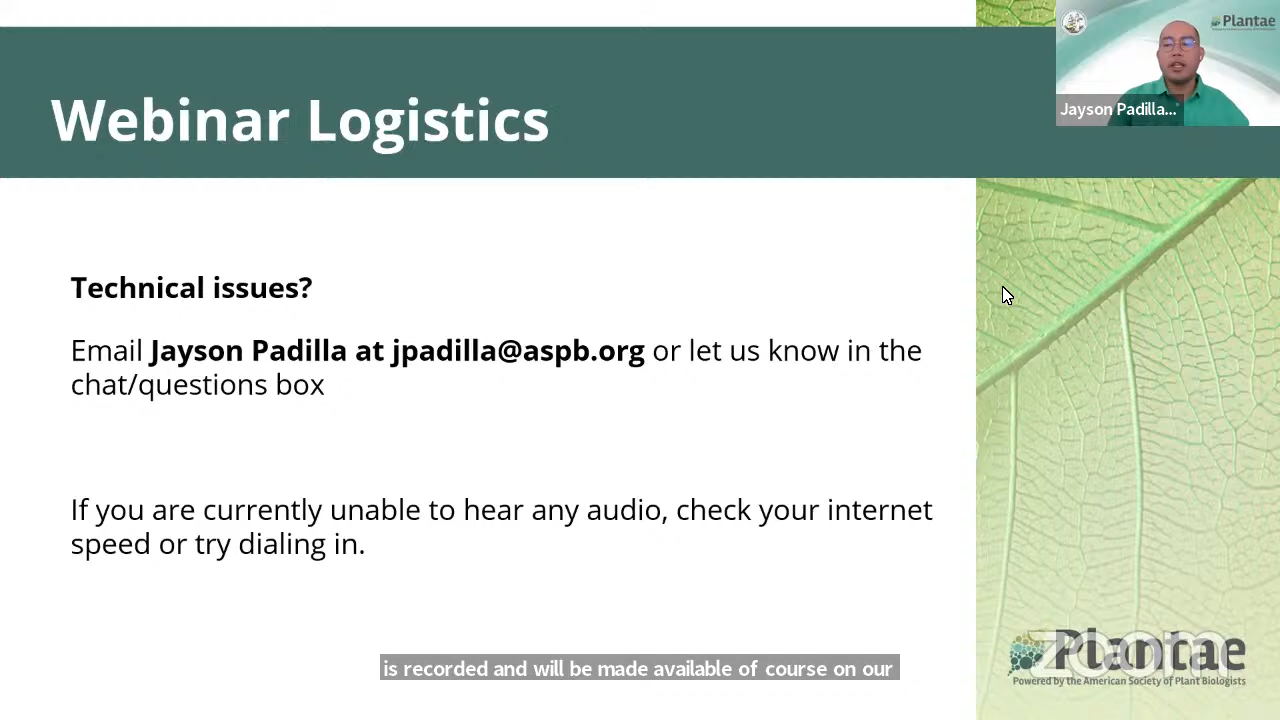 Plantae
Jayson Padilla...
Webinar Logistics
Technical issues?
Email Jayson Padilla at jpadilla@aspb.org or let us know in the
chat/questions box
If you are currently unable to hear any audio, check your internet
speed or try dialing in.
zoom
Plantae
Powered by the American Society of Plant Biologists
is recorded and will be made available of course on our